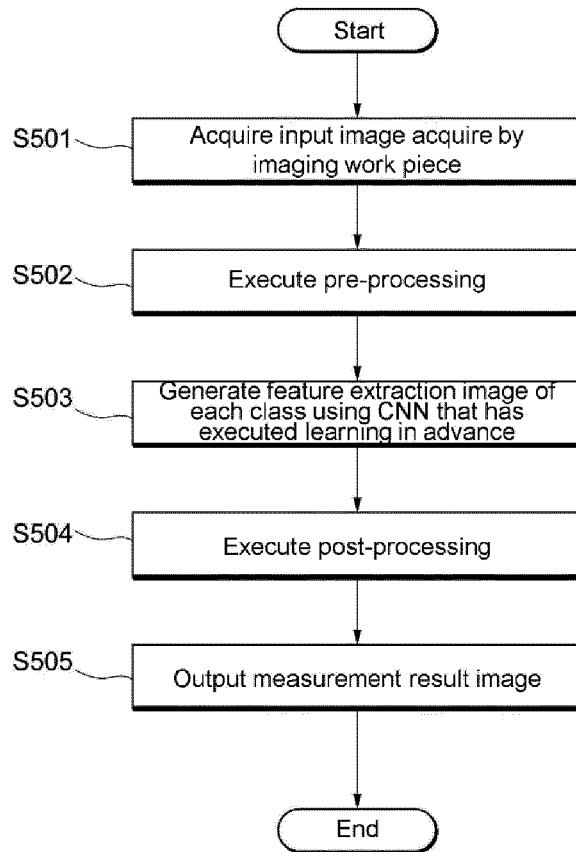 Start
S501
Acquire input image acquire by
imaging work piece
S502
Execute pre-processing
S503
Generate feature extraction image of
each class using CNN that has
executed learning in advance
S504
Execute post-processing
S505
Output measurement result image
End